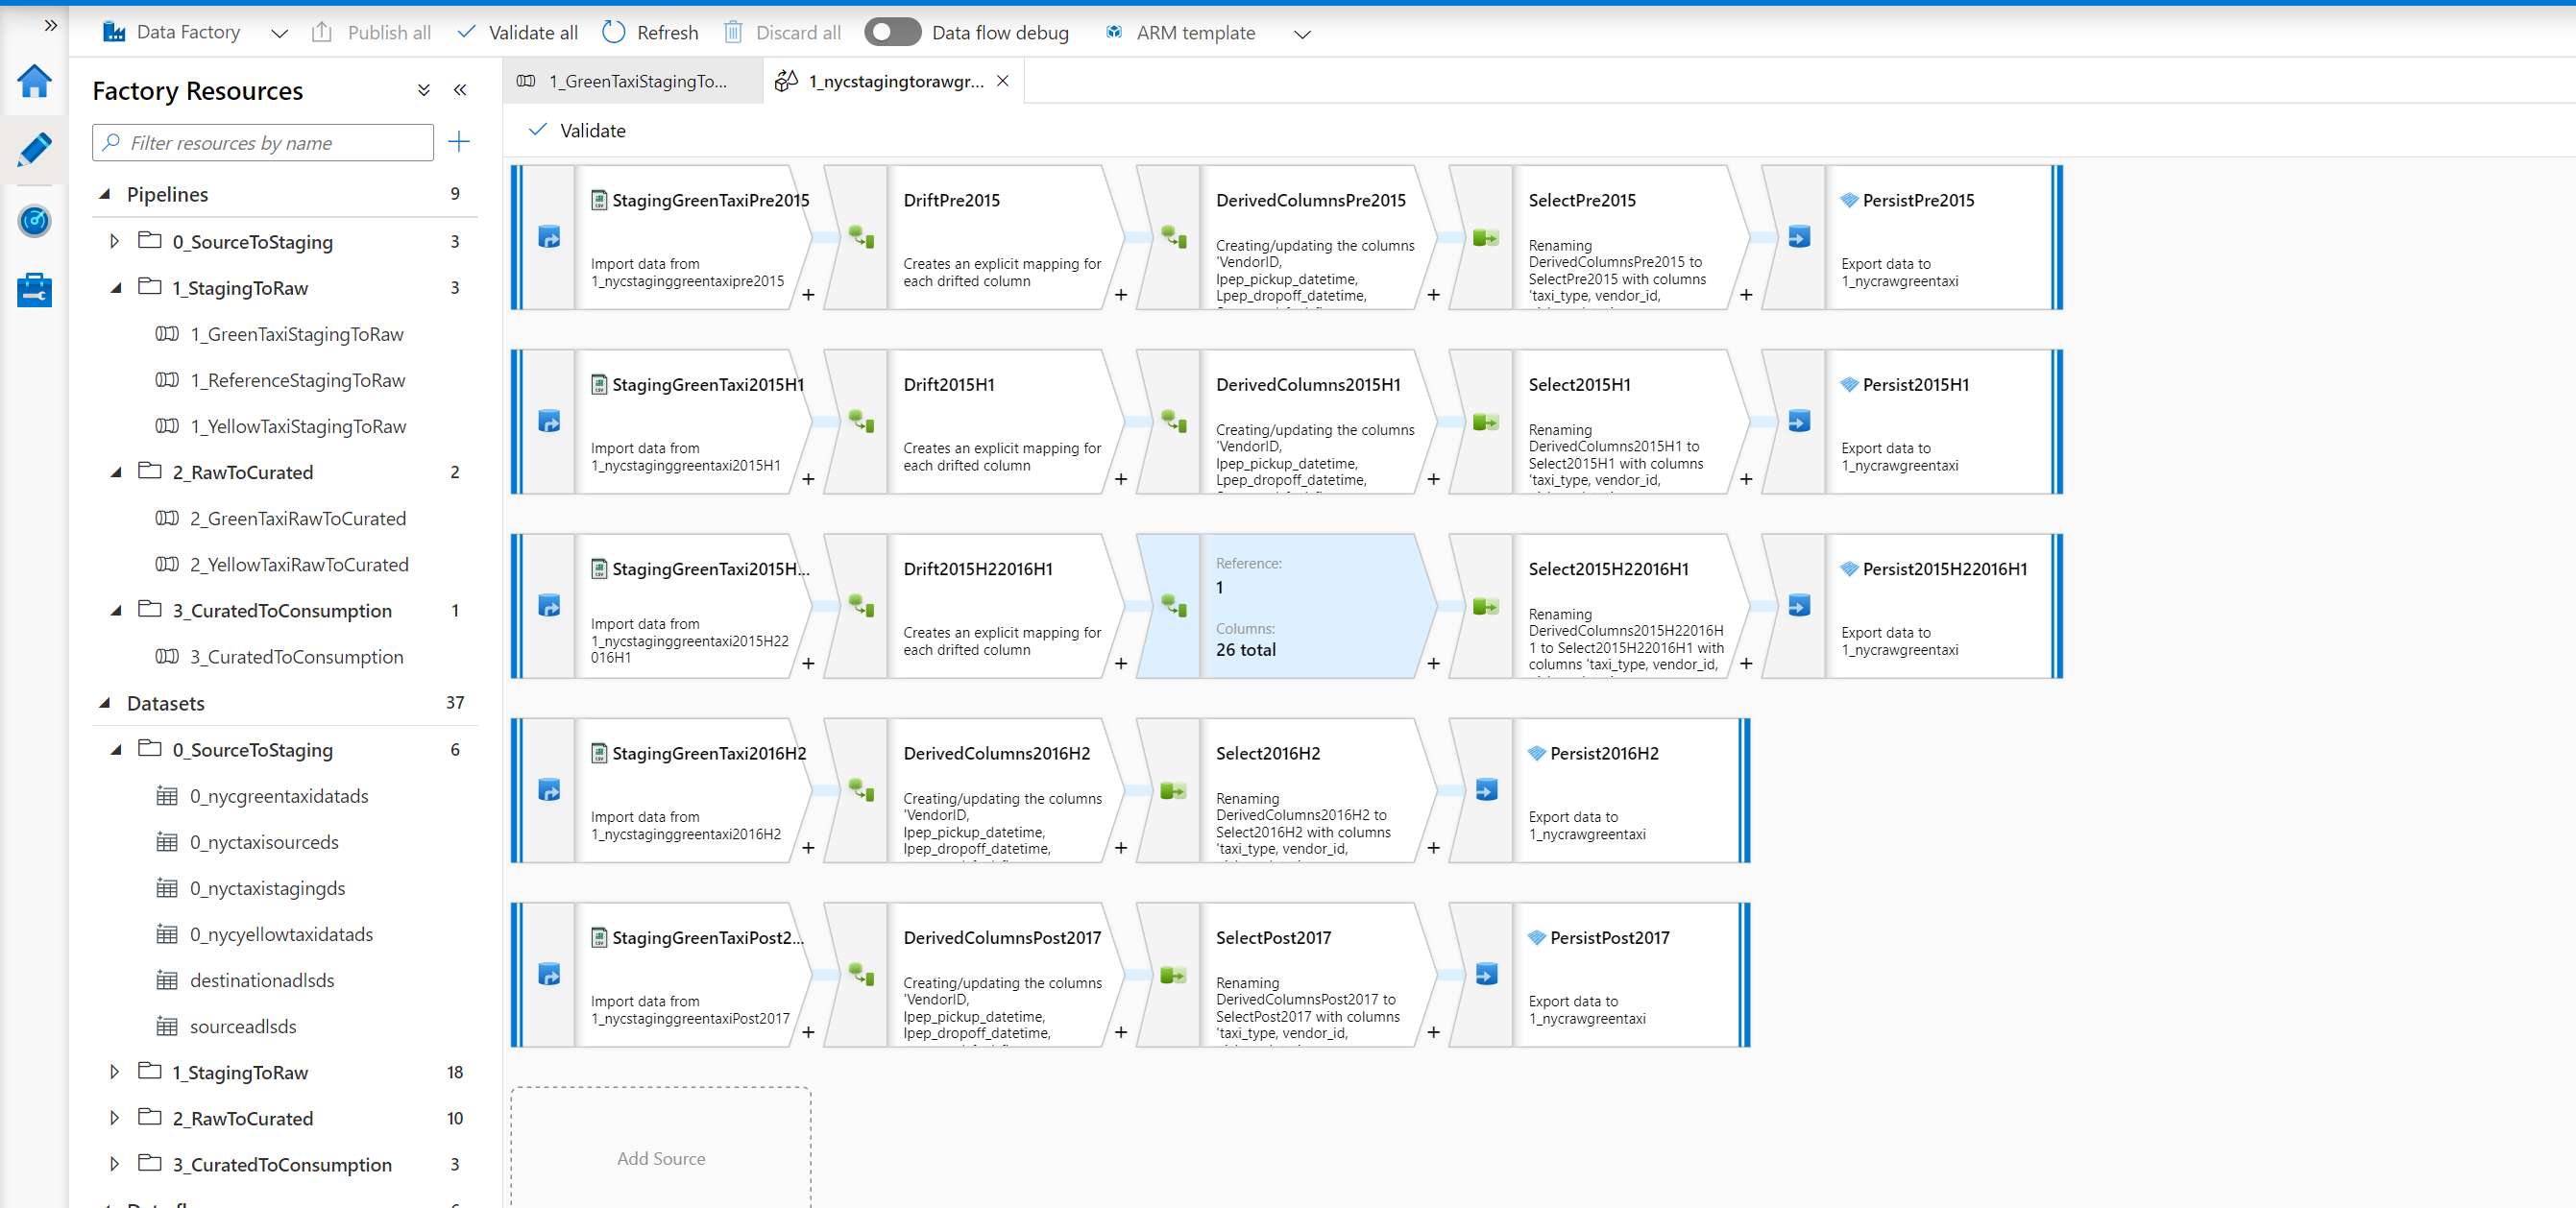 Data Factory
Publish all
Validate all
Refresh
Discard all
Data flow debug
ARM template
Factory Resources
Filter resources by name
Pipelines 9
0_SourceToStaging 3
1_StagingToRaw 3
1_GreenTaxiStagingToRaw
1_ReferenceStagingToRaw
1_YellowTaxiStagingToRaw
2_RawToCurated 2
2_GreenTaxiRawToCurated
2_YellowTaxiRawToCurated
3_CuratedToConsumption 1
3_CuratedToConsumption
Datasets 37
0_SourceToStaging 6
0_nycgreentaxidatads
0_nyctaxisourceds
0_nyctaxistagingds
0_nycyellowtaxidatads
destinationadlsds
sourceadlsds
1_StagingToRaw 18
2_RawToCurated 10
3_CuratedToConsumption 3
1_GreenTaxiStagingTo...
1_nycstagingtorawgr...
Validate
StagingGreenTaxiPre2015
Import data from
1_nycstaginggreentaxipre2015
+
DriftPre2015
Creates an explicit mapping for
each drifted column
+
DerivedColumnsPre2015
Creating/updating the columns
'VendorID,
lpep_pickup_datetime,
Lpep_dropoff_datetime,
+
SelectPre2015
Renaming
DerivedColumnsPre2015 to
SelectPre2015 with columns
'taxi_type, vendor_id,
+
PersistPre2015
Export data to
1_nycrawgreentaxi
StagingGreenTaxi2015H1
Import data from
1_nycstaginggreentaxi2015H1
+
Drift2015H1
Creates an explicit mapping for
each drifted column
+
DerivedColumns2015H1
Creating/updating the columns
'VendorID,
lpep_pickup_datetime,
Lpep_dropoff_datetime,
+
Select2015H1
Renaming
DerivedColumns2015H1 to
Select2015H1 with columns
'taxi_type, vendor_id,
+
Persist2015H1
Export data to
1_nycrawgreentaxi
StagingGreenTaxi2015H...
Import data from
1_nycstaginggreentaxi2015H22
016H1
+
Drift2015H22016H1
Creates an explicit mapping for
each drifted column
+
Reference:
1
Columns:
26 total
+
Select2015H22016H1
Renaming
DerivedColumns2015H22016H
1 to Select2015H22016H1 with
columns 'taxi_type, vendor_id,
+
Persist2015H22016H1
Export data to
1_nycrawgreentaxi
StagingGreenTaxi2016H2
Import data from
1_nycstaginggreentaxi2016H2
+
DerivedColumns2016H2
Creating/updating the columns
'VendorID,
lpep_pickup_datetime,
lpep_dropoff_datetime,
+
Select2016H2
Renaming
DerivedColumns2016H2 to
Select2016H2 with columns
'taxi_type, vendor_id,
+
Persist2016H2
Export data to
1_nycrawgreentaxi
StagingGreenTaxiPost2...
Import data from
1_nycstaginggreentaxiPost2017
+
DerivedColumnsPost2017
Creating/updating the columns
'VendorID,
lpep_pickup_datetime,
lpep_dropoff_datetime,
+
SelectPost2017
Renaming
DerivedColumnsPost2017 to
SelectPost2017 with columns
'taxi_type, vendor_id,
+
PersistPost2017
Export data to
1_nycrawgreentaxi
Add Source